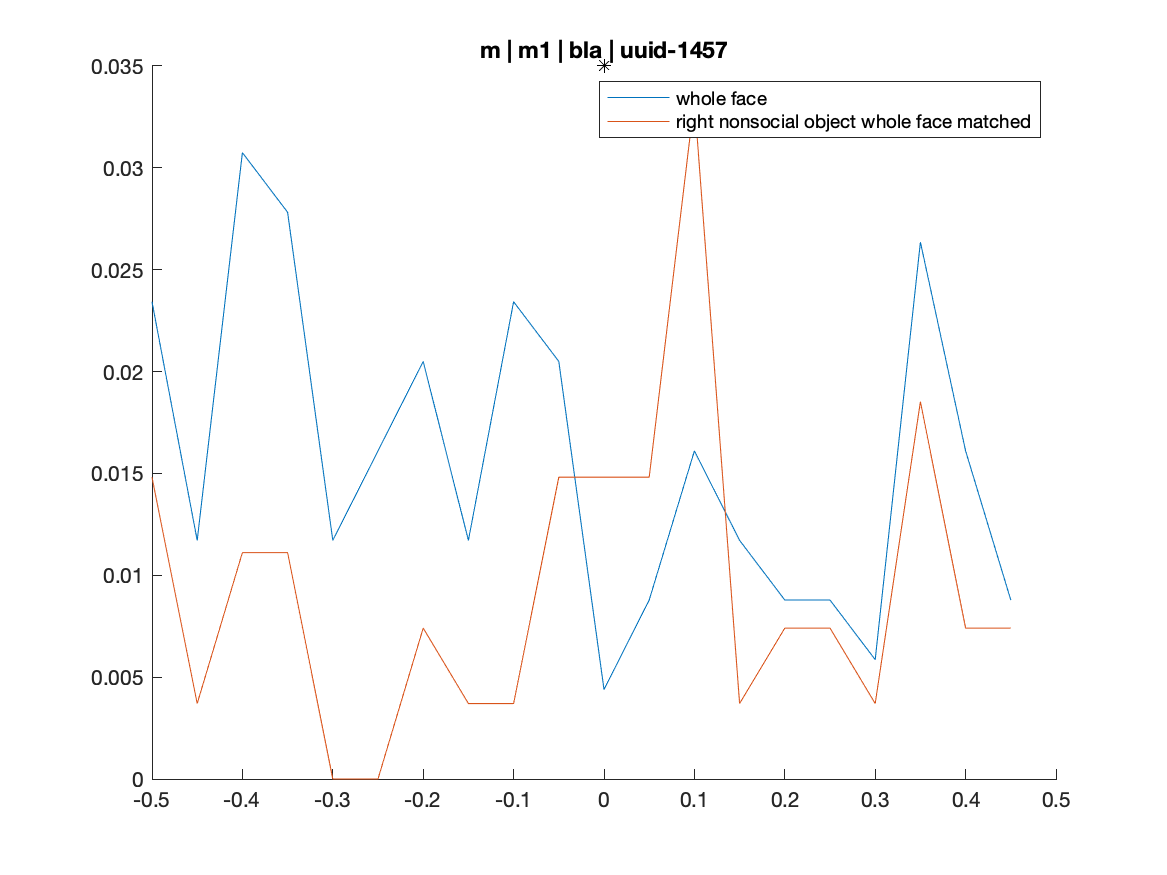 m | m1 | bla | uuid-1457
0.035
whole face
right nonsocial object whole face matched
0.03
0.025
0.02
0.015
0.01
0.005
0
-0.5 -0.4 -0.3 -0.2 -0.1 0 0.1 0.2 0.3 0.4 0.5